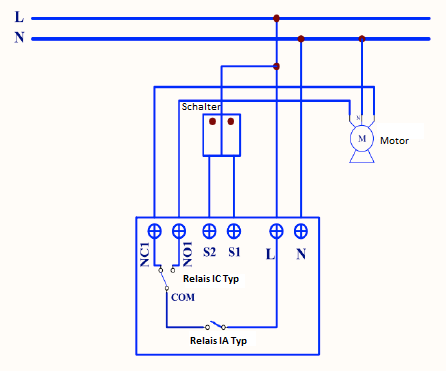 L
N
Schalter
N
M
Motor
NC1
NO1
S2
S1
L
N
Relais IC Typ
COM
Relais IA Typ